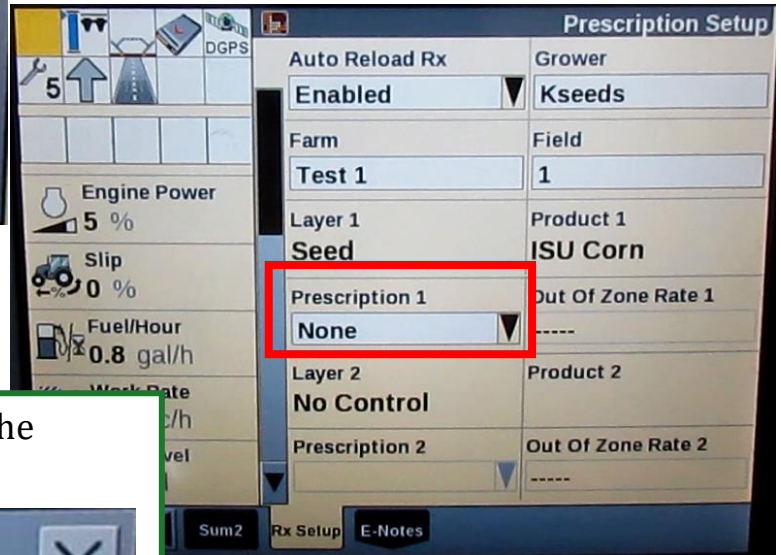 Prescription Setup
DGPS
5
Auto Reload Rx
Enabled
Grower
Kseeds
Farm
Test 1
Field
1
Engine Power
5 %
Layer 1
Seed
Product 1
ISU Corn
Slip
0 %
Prescription 1
None
Out Of Zone Rate 1
-----
Fuel/Hour
0.8 gal/h
Layer 2
No Control
Product 2
Prescription 2
Out Of Zone Rate 2
-----
he
Sum2
Rx Setup
E-Notes